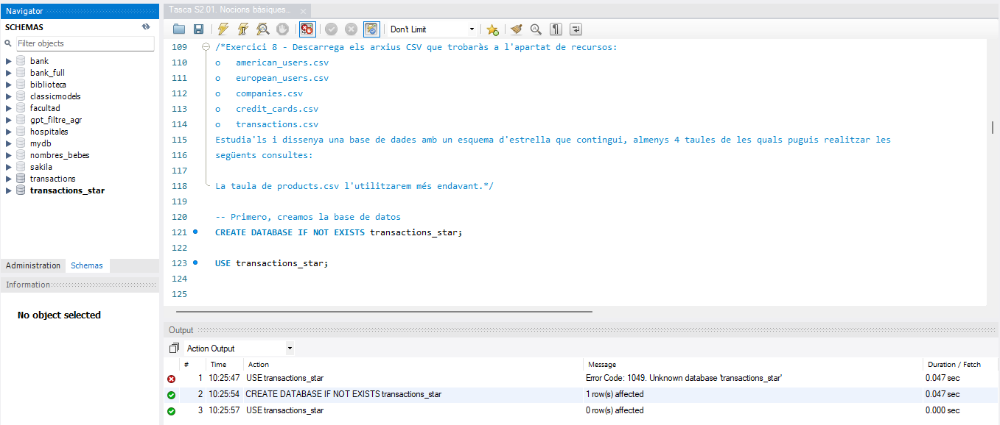 Navigator
SCHEMAS
Filter objects
bank
bank_full
biblioteca
classicmodels
facultad
gpt_filtre_agr
hospitales
mydb
nombres_bebes
sakila
transactions
transactions_star
Administration Schemas
Information
No object selected
Tasca S2.01. Nocions bàsiques...
Don't Limit
109 /*Exercici 8 - Descarrega els arxius CSV que trobaràs a l'apartat de recursos:
110 o american_users.csv
111 o european_users.csv
112 o companies.csv
113 o credit_cards.csv
114 o transactions.csv
115 Estudia'ls i dissenya una base de dades amb un esquema d'estrella que contingui, almenys 4 taules de les quals puguis realitzar les
116 següents consultes:
117
118 La taula de products.csv l'utilitzarem més endavant.*/
119
120 -- Primero, creamos la base de datos
121 CREATE DATABASE IF NOT EXISTS transactions_star;
122
123 USE transactions_star;
124
125
Output
Action Output
# Time Action Message Duration / Fetch
1 10:25:47 USE transactions_star Error Code: 1049. Unknown database 'transactions_star' 0.047 sec
2 10:25:54 CREATE DATABASE IF NOT EXISTS transactions_star 1 row(s) affected 0.047 sec
3 10:25:57 USE transactions_star 0 row(s) affected 0.000 sec